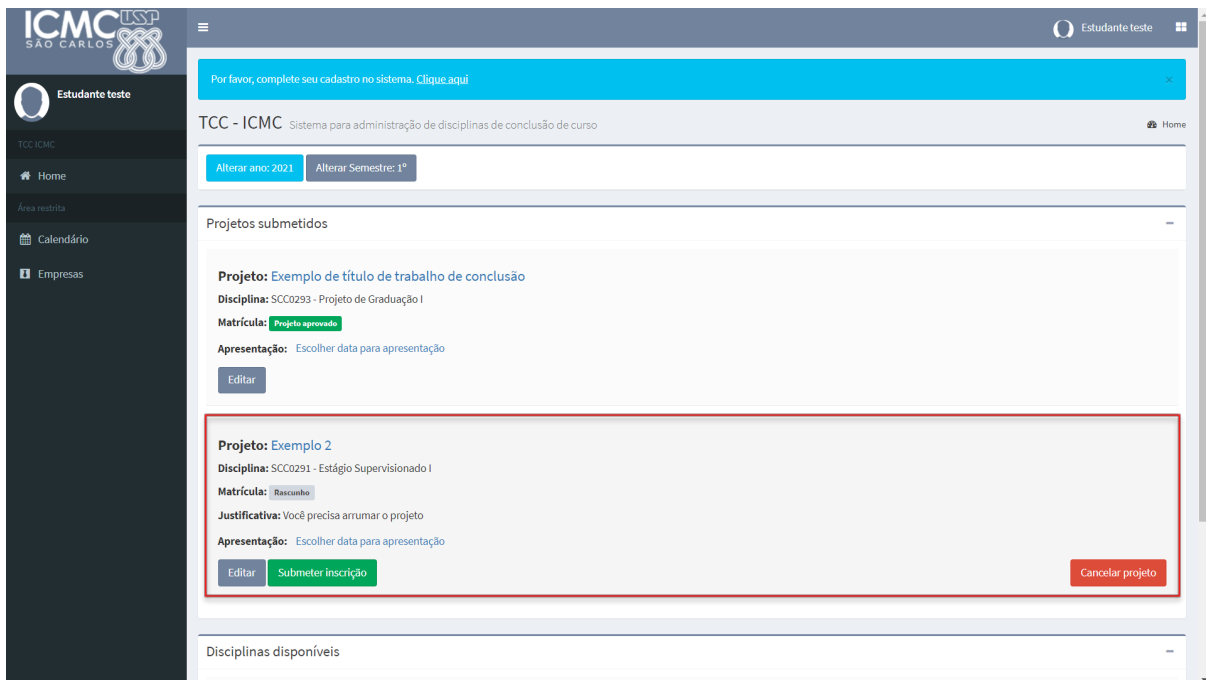 ICMC USP
SÃO CARLOS
Estudante teste
Estudante teste
TCC ICMC
Home
Área restrita
Calendário
Empresas
Por favor, complete seu cadastro no sistema. Clique aqui ×
TCC - ICMC Sistema para administração de disciplinas de conclusão de curso
Home
Alterar ano: 2021 Alterar Semestre: 1º
Projetos submetidos
Projeto: Exemplo de título de trabalho de conclusão
Disciplina: SCC0293 - Projeto de Graduação I
Matrícula: Projeto aprovado
Apresentação: Escolher data para apresentação
Editar
Projeto: Exemplo 2
Disciplina: SCC0291 - Estágio Supervisionado I
Matrícula: Rascunho
Justificativa: Você precisa arrumar o projeto
Apresentação: Escolher data para apresentação
Editar Submeter inscrição Cancelar projeto
Disciplinas disponíveis